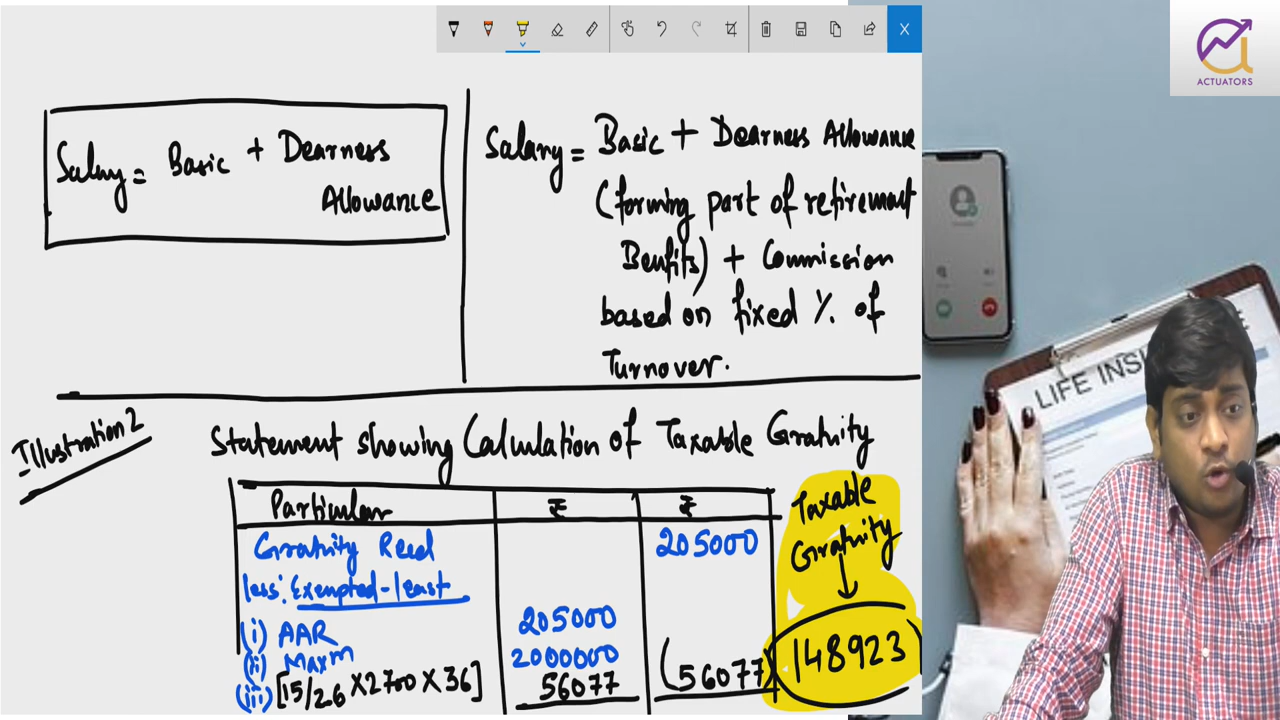 X
ACTUATORS
Salary = Basic + Dearness
Allowance
Salary = Basic + Dearness Allowance
(forming part of retirement
Benfits) + Commission
based on fixed % of
Turnover.
LIFE INS
Illustration 2
Statement showing Calculation of Taxable Gratuity
Particular ₹ ₹
Gratuity Recd 205000
less: Exempted-least
(i) AAR 205000
(ii) Maxm 2000000
(iii) [15/26 × 2700 × 36] 56077 (56077)
Taxable
Gratuity
148923